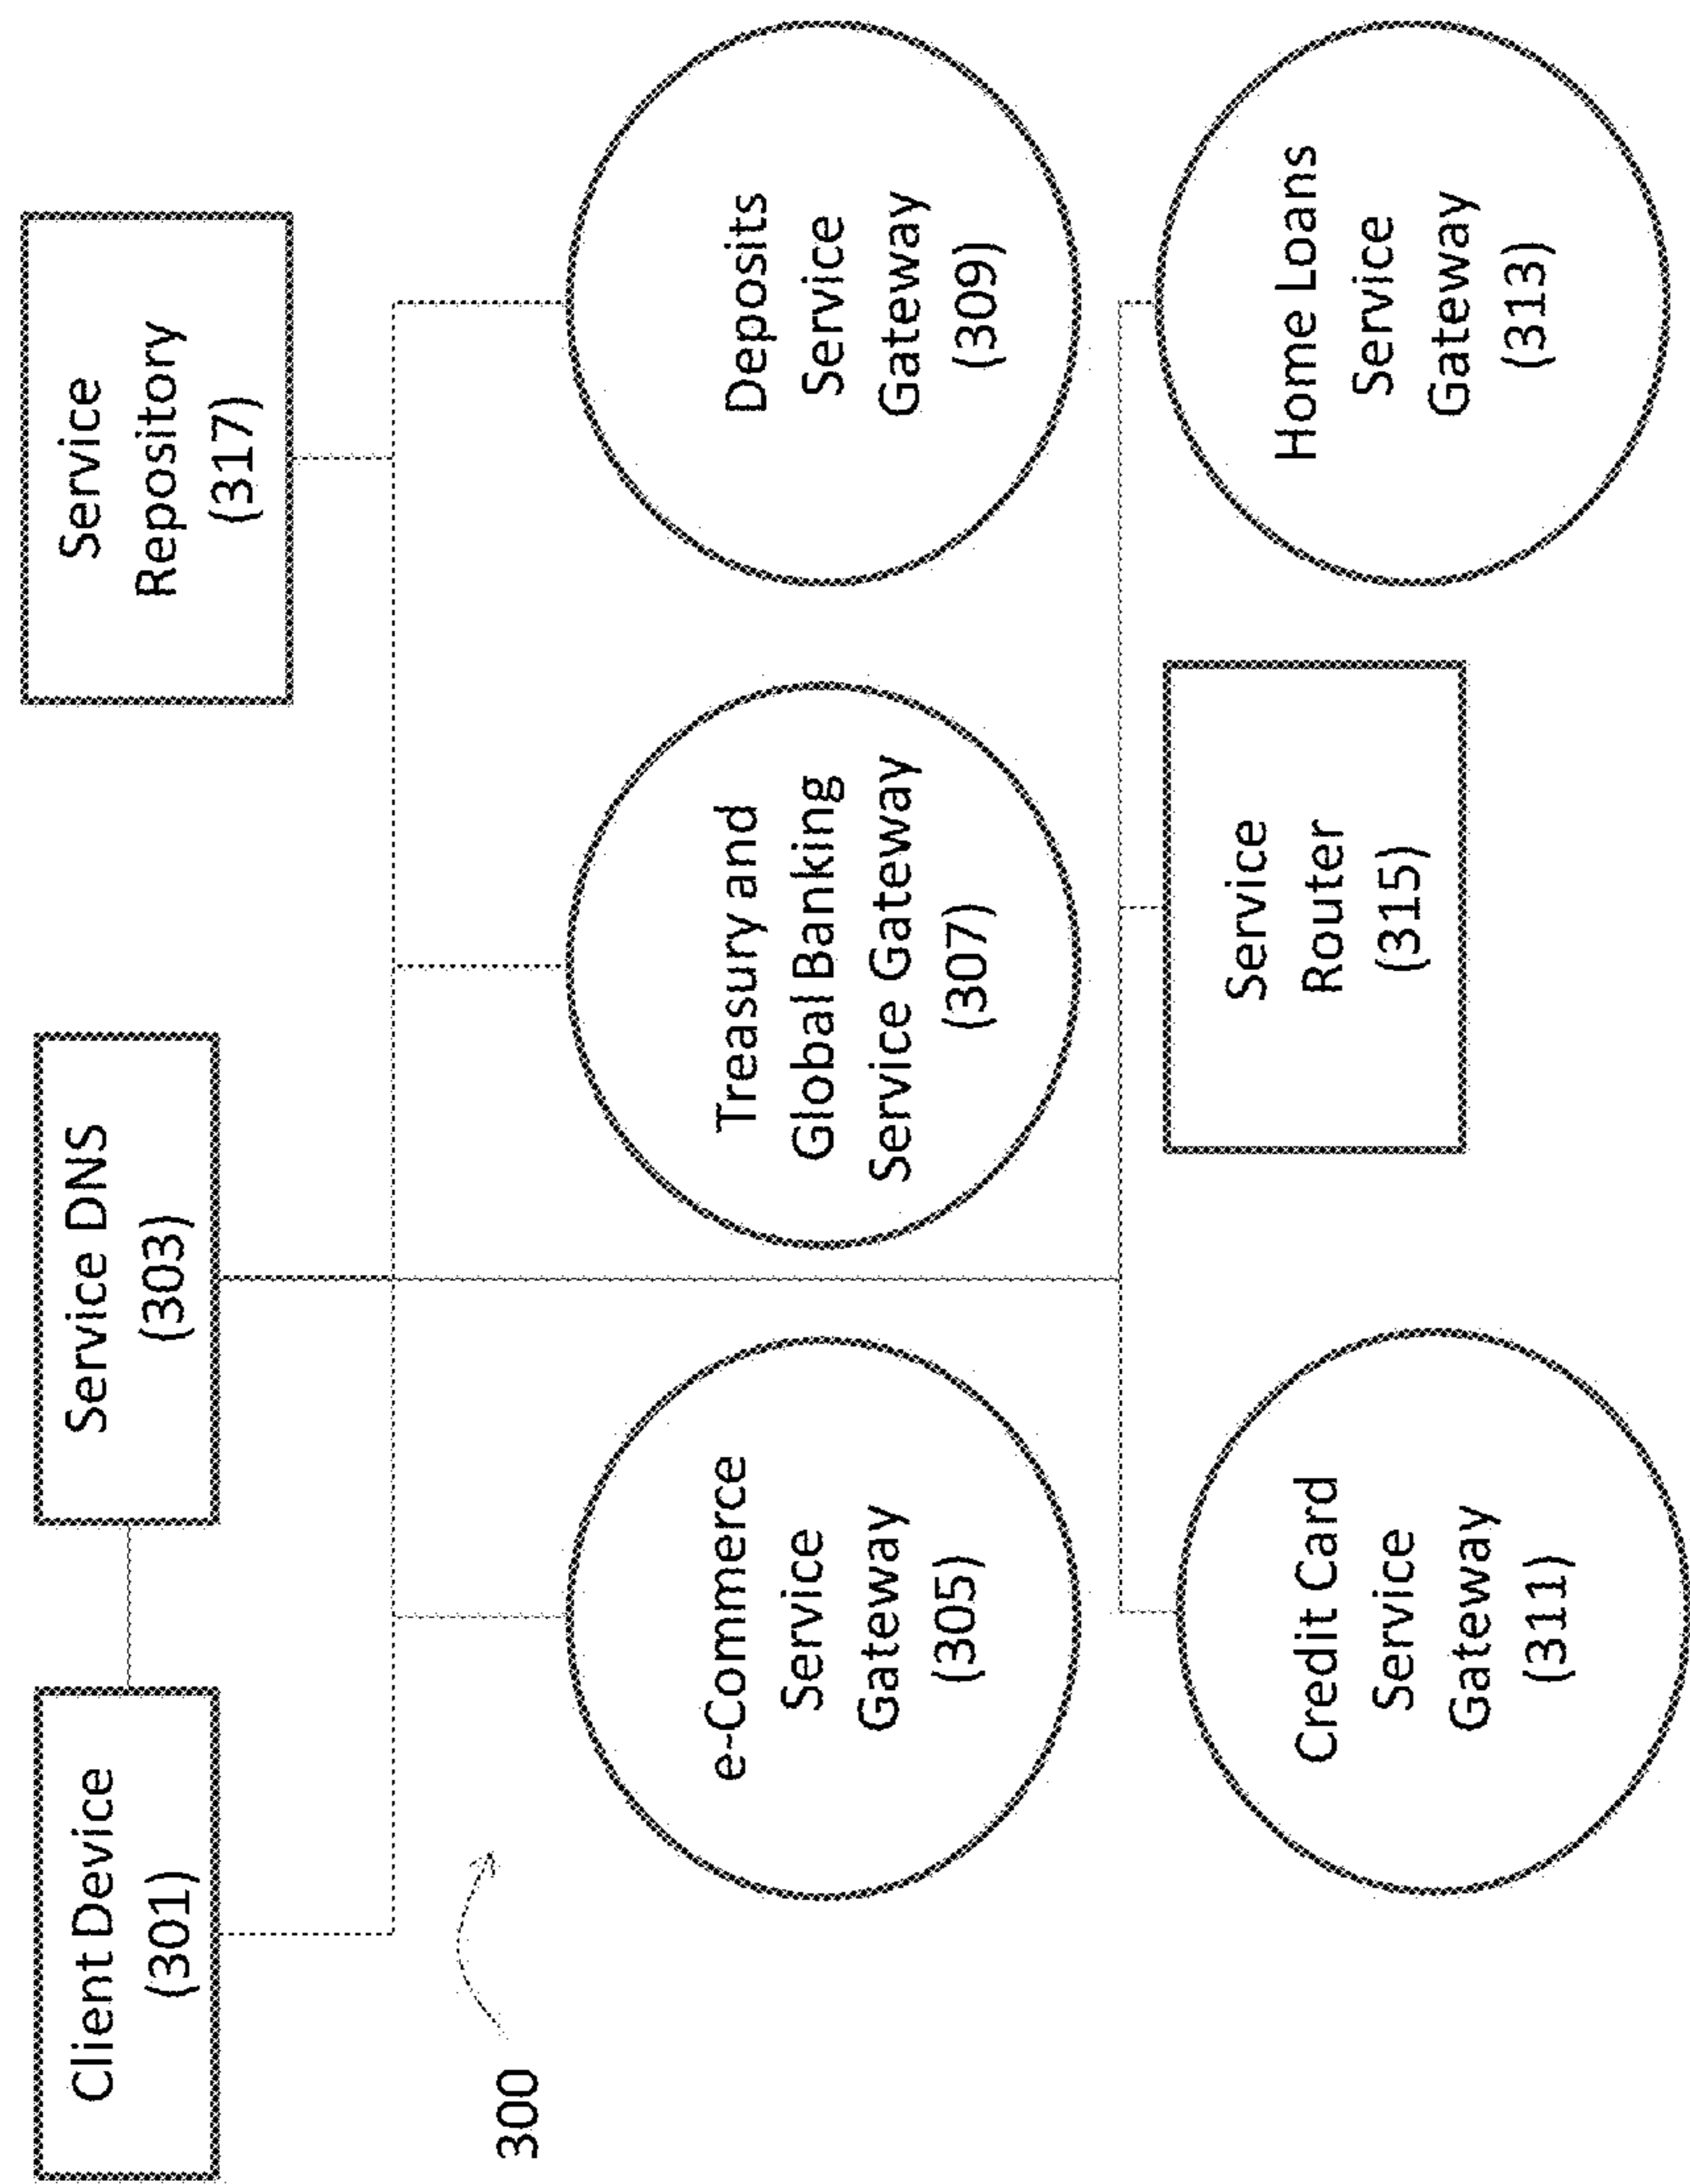 Client Device
(301)
Service DNS
(303)
Service
Repository
(317)
300
e-Commerce
Service
Gateway
(305)
Treasury and
Global Banking
Service Gateway
(307)
Deposits
Service
Gateway
(309)
Credit Card
Service
Gateway
(311)
Service
Router
(315)
Home Loans
Service
Gateway
(313)